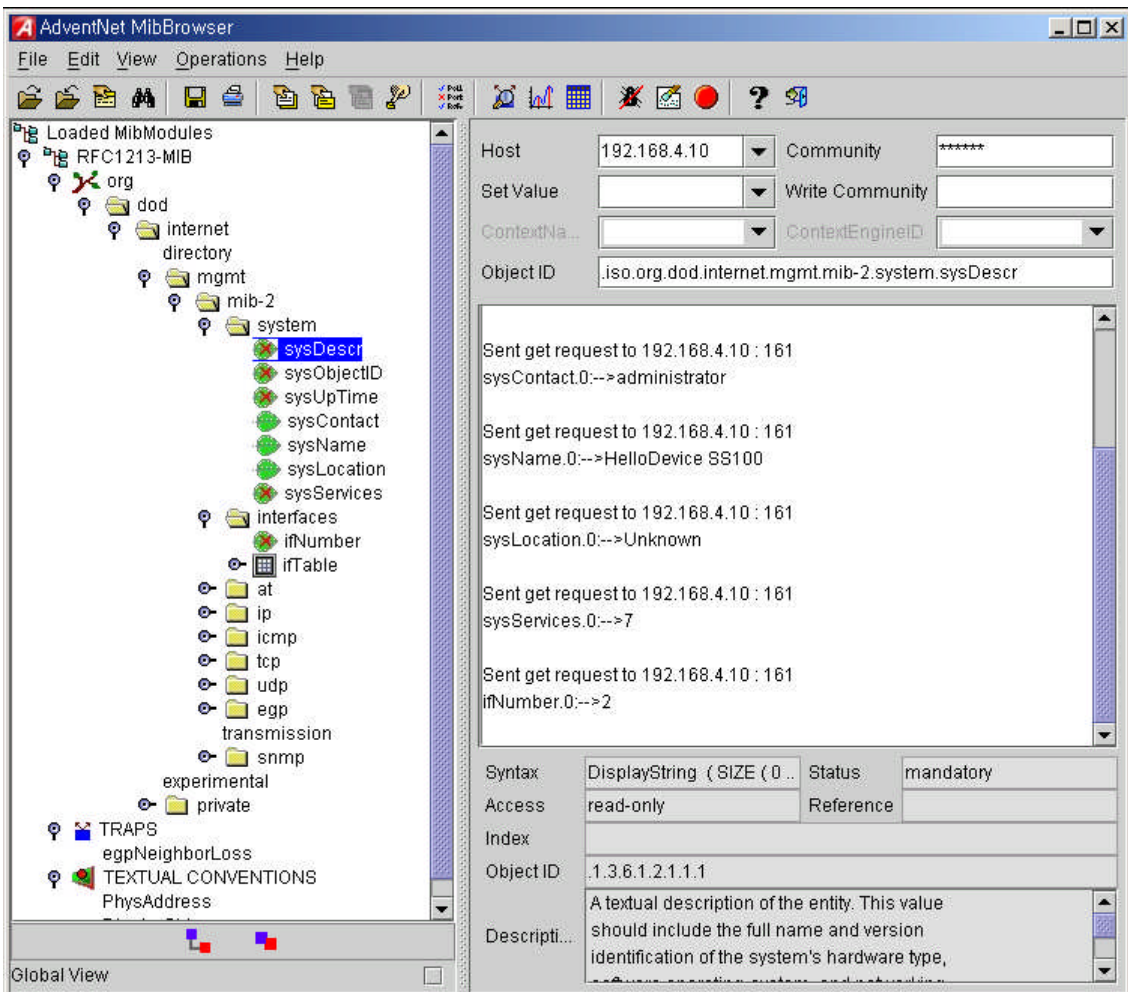 AdventNet MibBrowser
File Edit View Operations Help
Loaded MibModules
RFC1213-MIB
org
dod
internet
directory
mgmt
mib-2
system
sysDescr
sysObjectID
sysUpTime
sysContact
sysName
sysLocation
sysServices
interfaces
ifNumber
ifTable
at
ip
icmp
tcp
udp
egp
transmission
snmp
experimental
private
TRAPS
egpNeighborLoss
TEXTUAL CONVENTIONS
PhysAddress
Global View
Host 192.168.4.10 Community ******
Set Value Write Community
ContextNa... ContextEngineID
Object ID .iso.org.dod.internet.mgmt.mib-2.system.sysDescr
Sent get request to 192.168.4.10 : 161
sysContact.0:-->administrator
Sent get request to 192.168.4.10 : 161
sysName.0:-->HelloDevice SS100
Sent get request to 192.168.4.10 : 161
sysLocation.0:-->Unknown
Sent get request to 192.168.4.10 : 161
sysServices.0:-->7
Sent get request to 192.168.4.10 : 161
ifNumber.0:-->2
Syntax DisplayString ( SIZE ( 0 .. Status mandatory
Access read-only Reference
Index
Object ID .1.3.6.1.2.1.1.1
Descripti... A textual description of the entity. This value
should include the full name and version
identification of the system's hardware type,